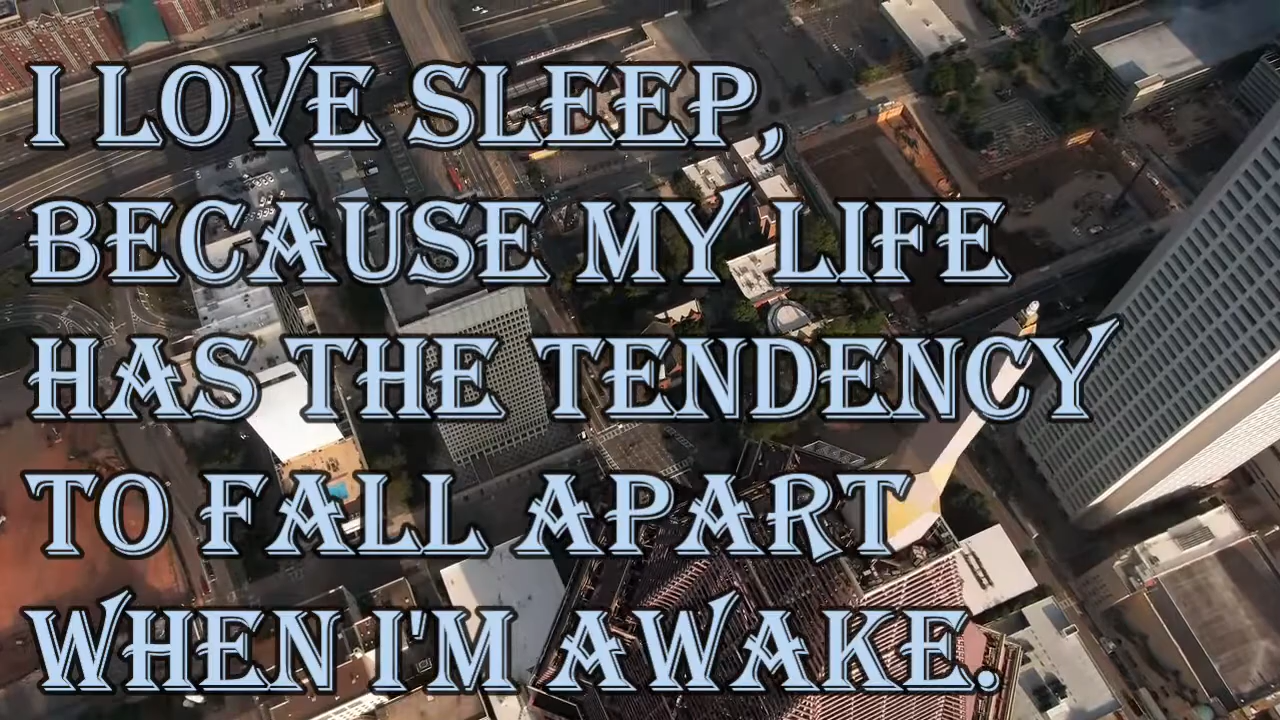 I LOVE SLEEP,
BECAUSE MY LIFE
HAS THE TENDENCY
TO FALL APART
WHEN I'M AWAKE.